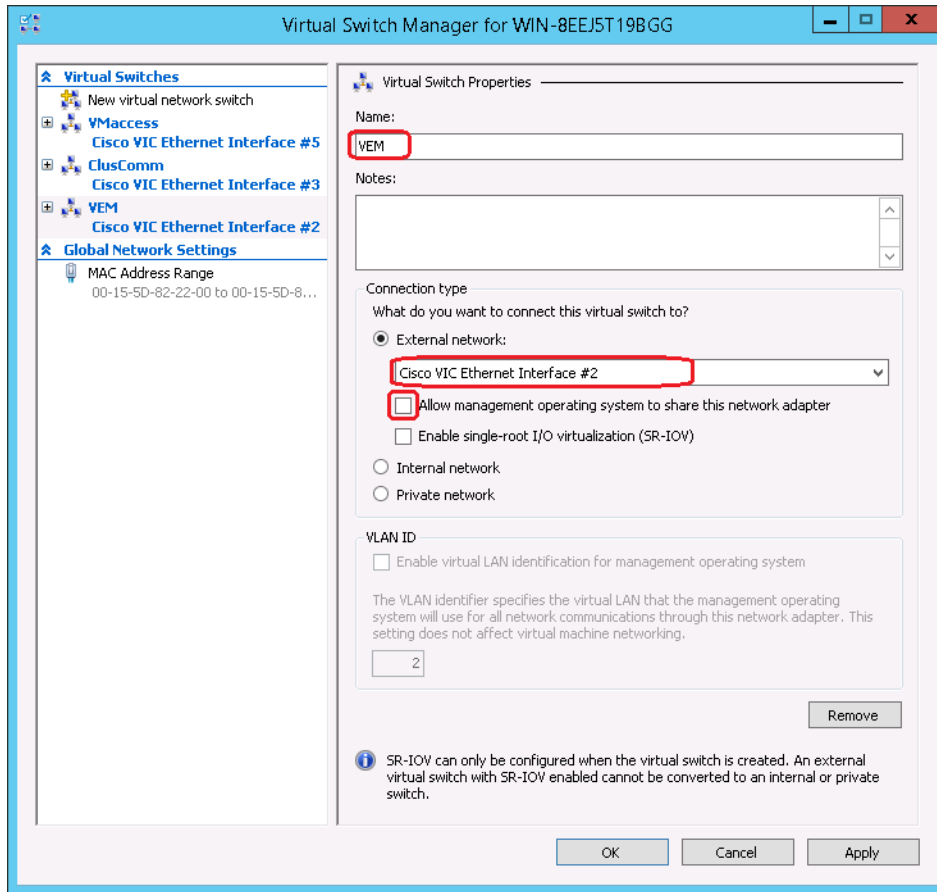 Virtual Switch Manager for WIN-8EEJ5T19BGG
Virtual Switches
New virtual network switch
VMaccess
Cisco VIC Ethernet Interface #5
ClusComm
Cisco VIC Ethernet Interface #3
VEM
Cisco VIC Ethernet Interface #2
Global Network Settings
MAC Address Range
00-15-5D-82-22-00 to 00-15-5D-8...
Virtual Switch Properties
Name:
VEM
Notes:
Connection type
What do you want to connect this virtual switch to?
External network:
Cisco VIC Ethernet Interface #2
Allow management operating system to share this network adapter
Enable single-root I/O virtualization (SR-IOV)
Internal network
Private network
VLAN ID
Enable virtual LAN identification for management operating system
The VLAN identifier specifies the virtual LAN that the management operating
system will use for all network communications through this network adapter. This
setting does not affect virtual machine networking.
2
Remove
SR-IOV can only be configured when the virtual switch is created. An external
virtual switch with SR-IOV enabled cannot be converted to an internal or private
switch.
OK
Cancel
Apply